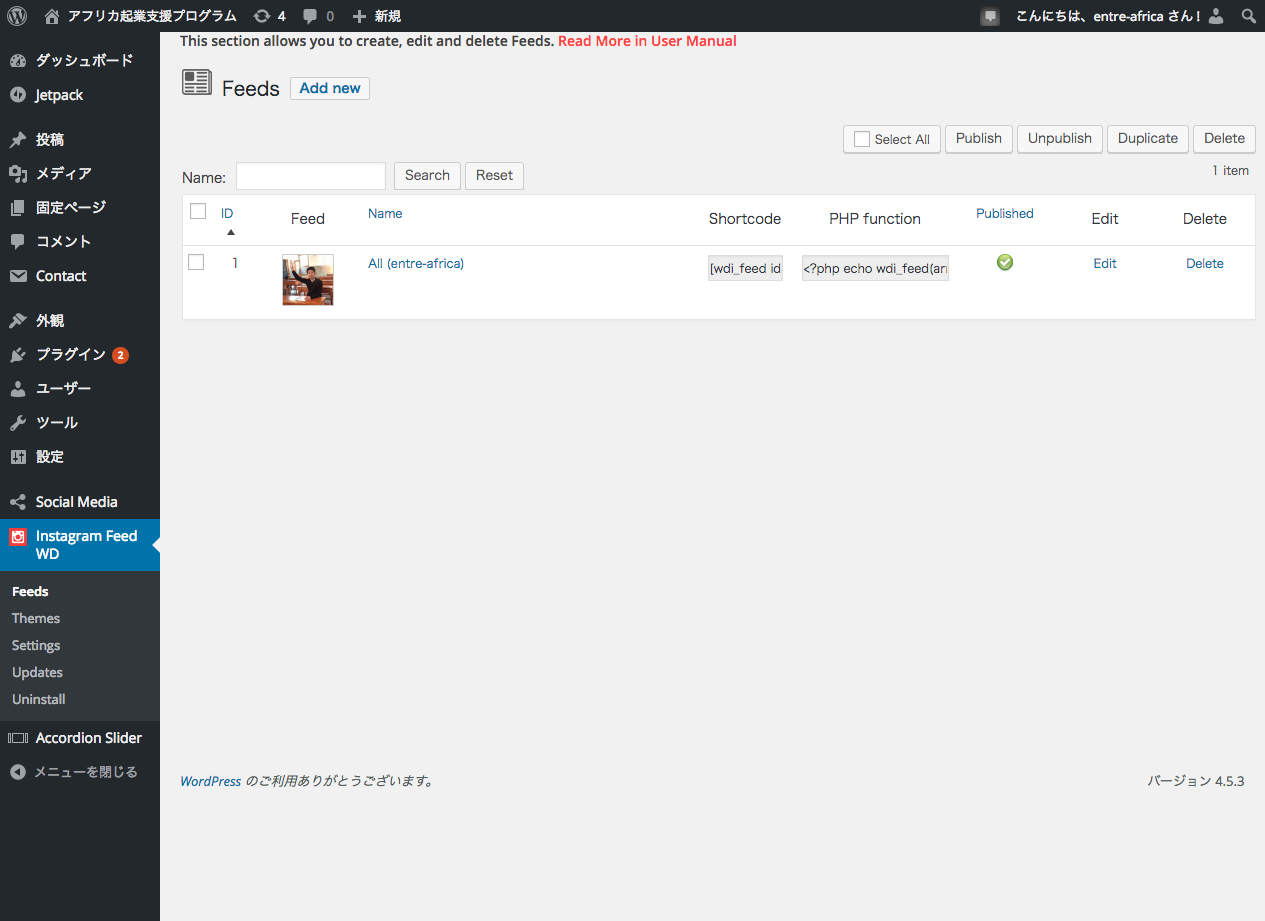 アフリカ起業支援プログラム 4 0 新規 こんにちは、entre-africa さん !
ダッシュボード
Jetpack
投稿
メディア
固定ページ
コメント
Contact
外観
プラグイン 2
ユーザー
ツール
設定
Social Media
Instagram Feed
WD
Feeds
Themes
Settings
Updates
Uninstall
Accordion Slider
メニューを閉じる
This section allows you to create, edit and delete Feeds. Read More in User Manual
Feeds Add new
Select All Publish Unpublish Duplicate Delete
1 item
Name: Search Reset
ID Feed Name Shortcode PHP function Published Edit Delete
1 All (entre-africa) [wdi_feed id <?php echo wdi_feed(arr Edit Delete
WordPress のご利用ありがとうございます。 バージョン 4.5.3